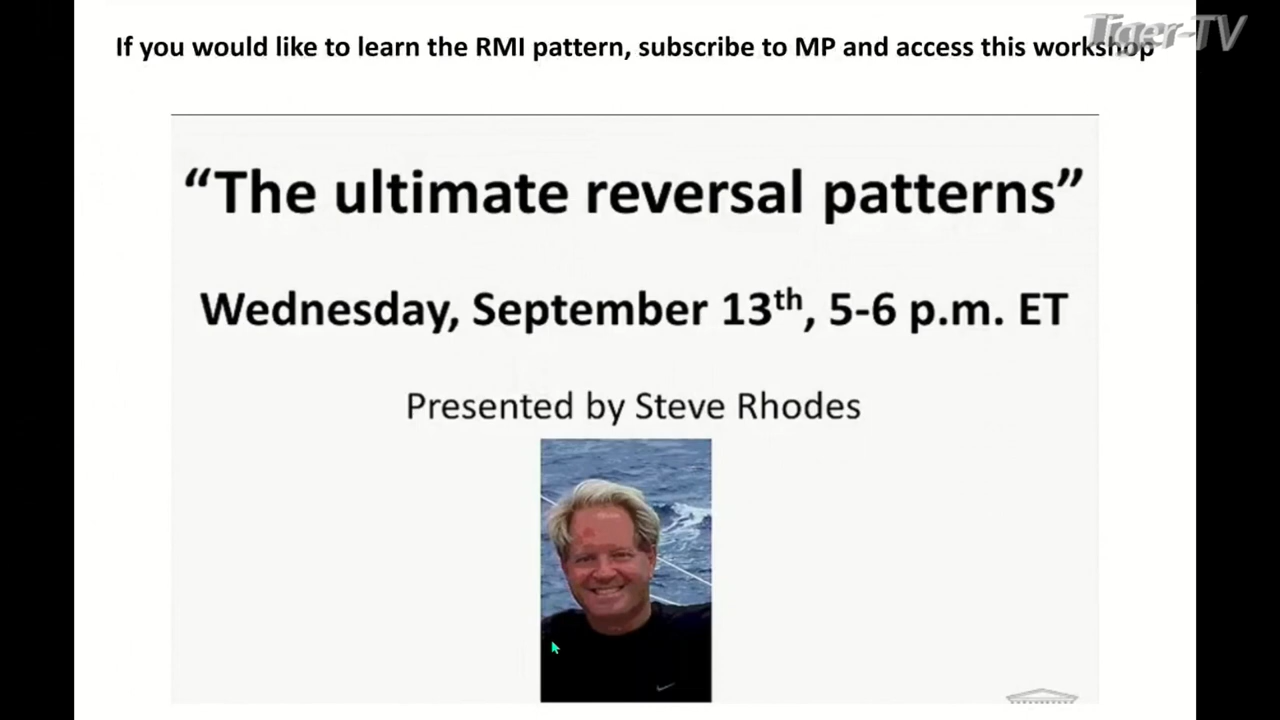 Tiger-TV
If you would like to learn the RMI pattern, subscribe to MP and access this workshop
“The ultimate reversal patterns”
Wednesday, September 13th, 5-6 p.m. ET
Presented by Steve Rhodes